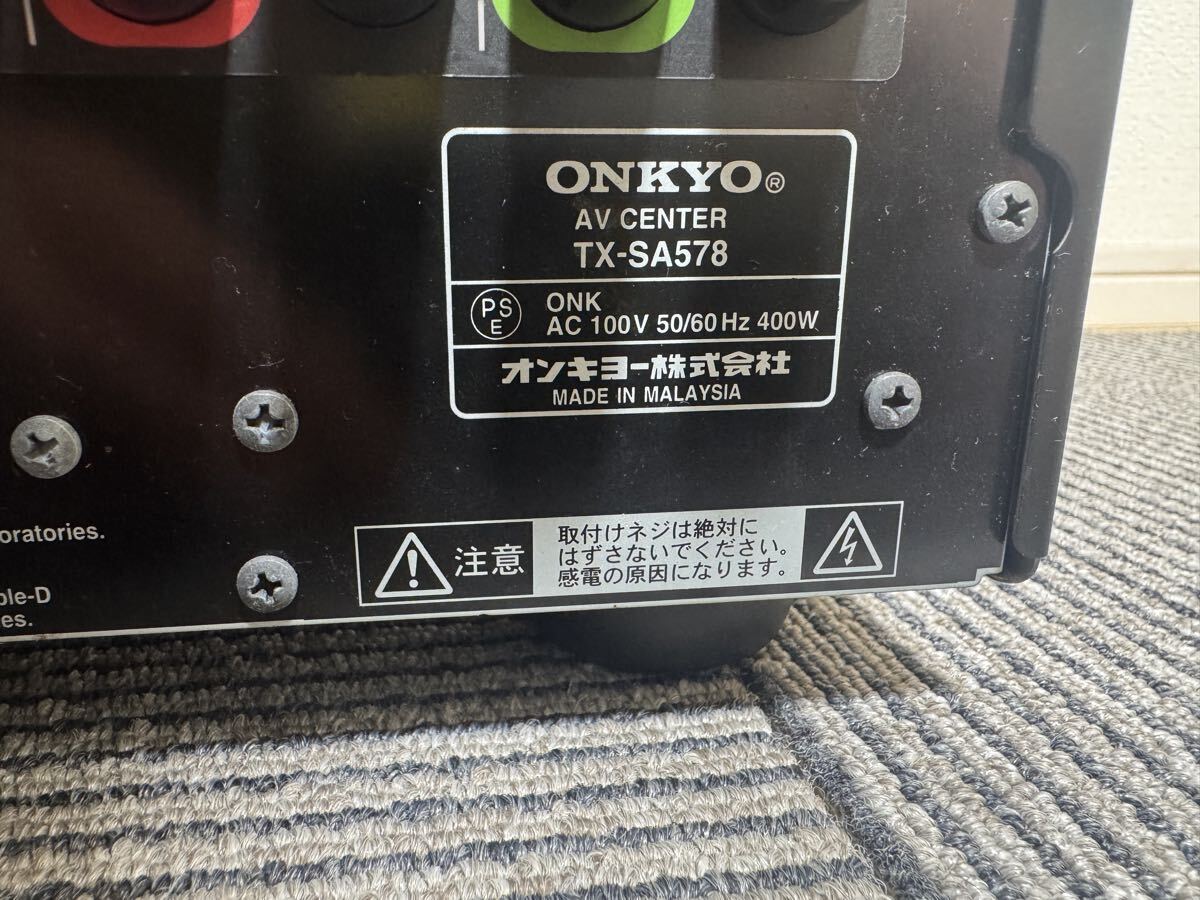 ONKYO®
AV CENTER
TX-SA578
PSE
ONK
AC 100V 50/60Hz 400W
オンキヨー株式会社
MADE IN MALAYSIA
oratories.
ble-D
es.
注意
取付けネジは絶対に
はずさないでください。
感電の原因になります。